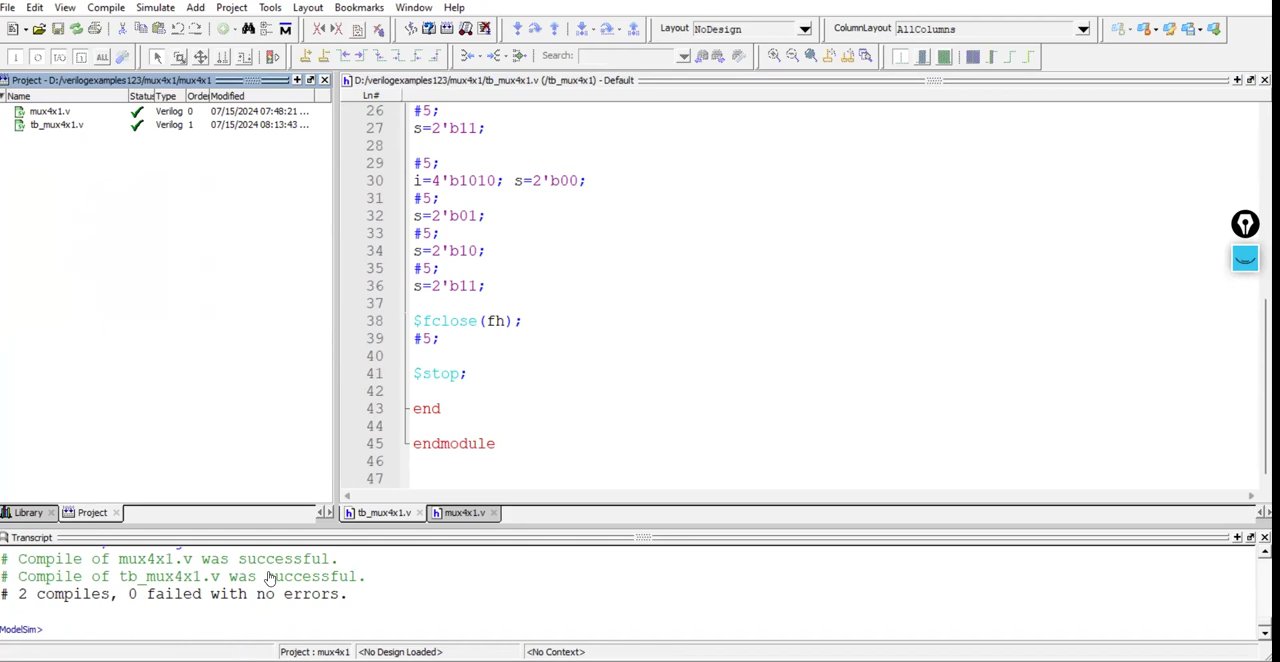 File Edit View Compile Simulate Add Project Tools Layout Bookmarks Window Help
Layout NoDesign ColumnLayout AllColumns
Search:
Project - D:/verilogexamples123/mux4x1/mux4x1
Name Status Type Order Modified
mux4x1.v Verilog 0 07/15/2024 07:48:21 ...
tb_mux4x1.v Verilog 1 07/15/2024 08:13:43 ...
Library Project
D:/verilogexamples123/mux4x1/tb_mux4x1.v (/tb_mux4x1) - Default
Ln#
26 #5;
27 s=2'b11;
28
29 #5;
30 i=4'b1010; s=2'b00;
31 #5;
32 s=2'b01;
33 #5;
34 s=2'b10;
35 #5;
36 s=2'b11;
37
38 $fclose(fh);
39 #5;
40
41 $stop;
42
43 end
44
45 endmodule
46
47
tb_mux4x1.v mux4x1.v
Transcript
# Compile of mux4x1.v was successful.
# Compile of tb_mux4x1.v was successful.
# 2 compiles, 0 failed with no errors.
ModelSim>
Project : mux4x1 <No Design Loaded> <No Context>